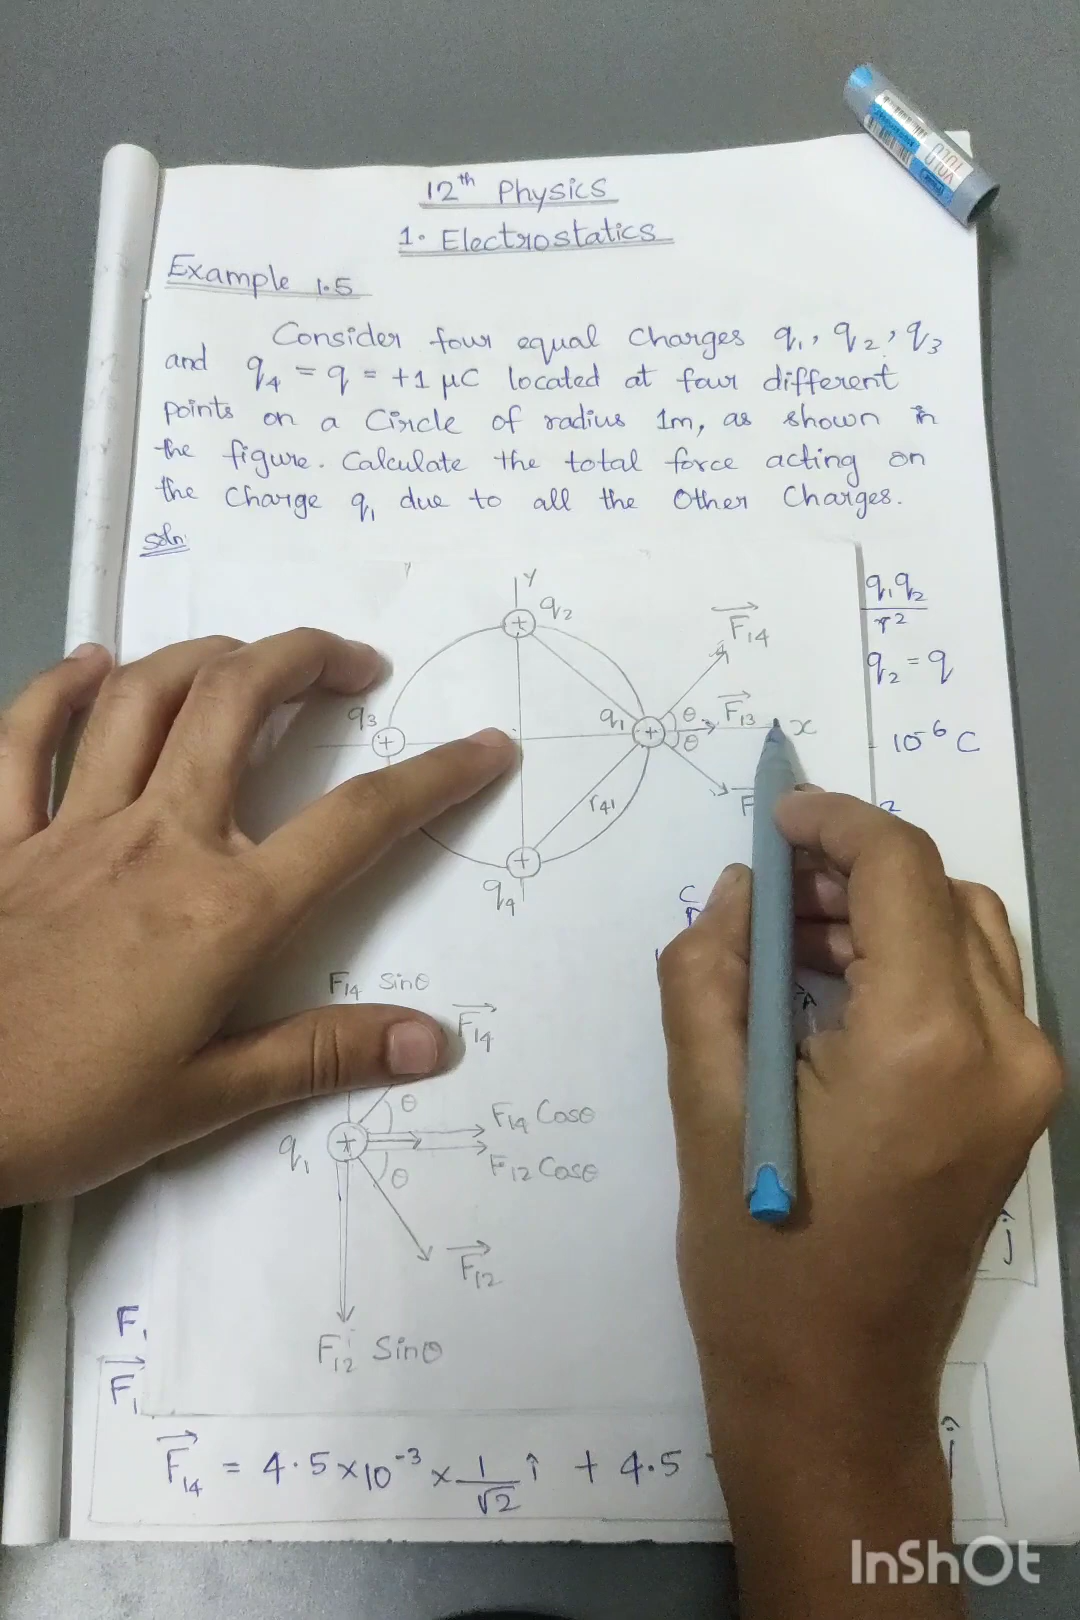 12th Physics
1. Electrostatics
Example 1.5
Consider four equal charges q1, q2, q3
and q4 = q = +1 μC located at four different
points on a Circle of radius 1m, as shown in
the figure. Calculate the total force acting on
the charge q1 due to all the Other Charges.
Soln:
q1q2
r2
q2 = q
10-6 C
2
Y
q2
F14
q3
q1
θ
F13
x
θ
F
r41
q4
C
F14 Sinθ
F14
θ
F14 Cosθ
q1
F12 Cosθ
θ
F12
F12 Sinθ
j
F1
F1
F14 = 4.5×10-3 × 1/√2 î + 4.5
VOLO
InShOt